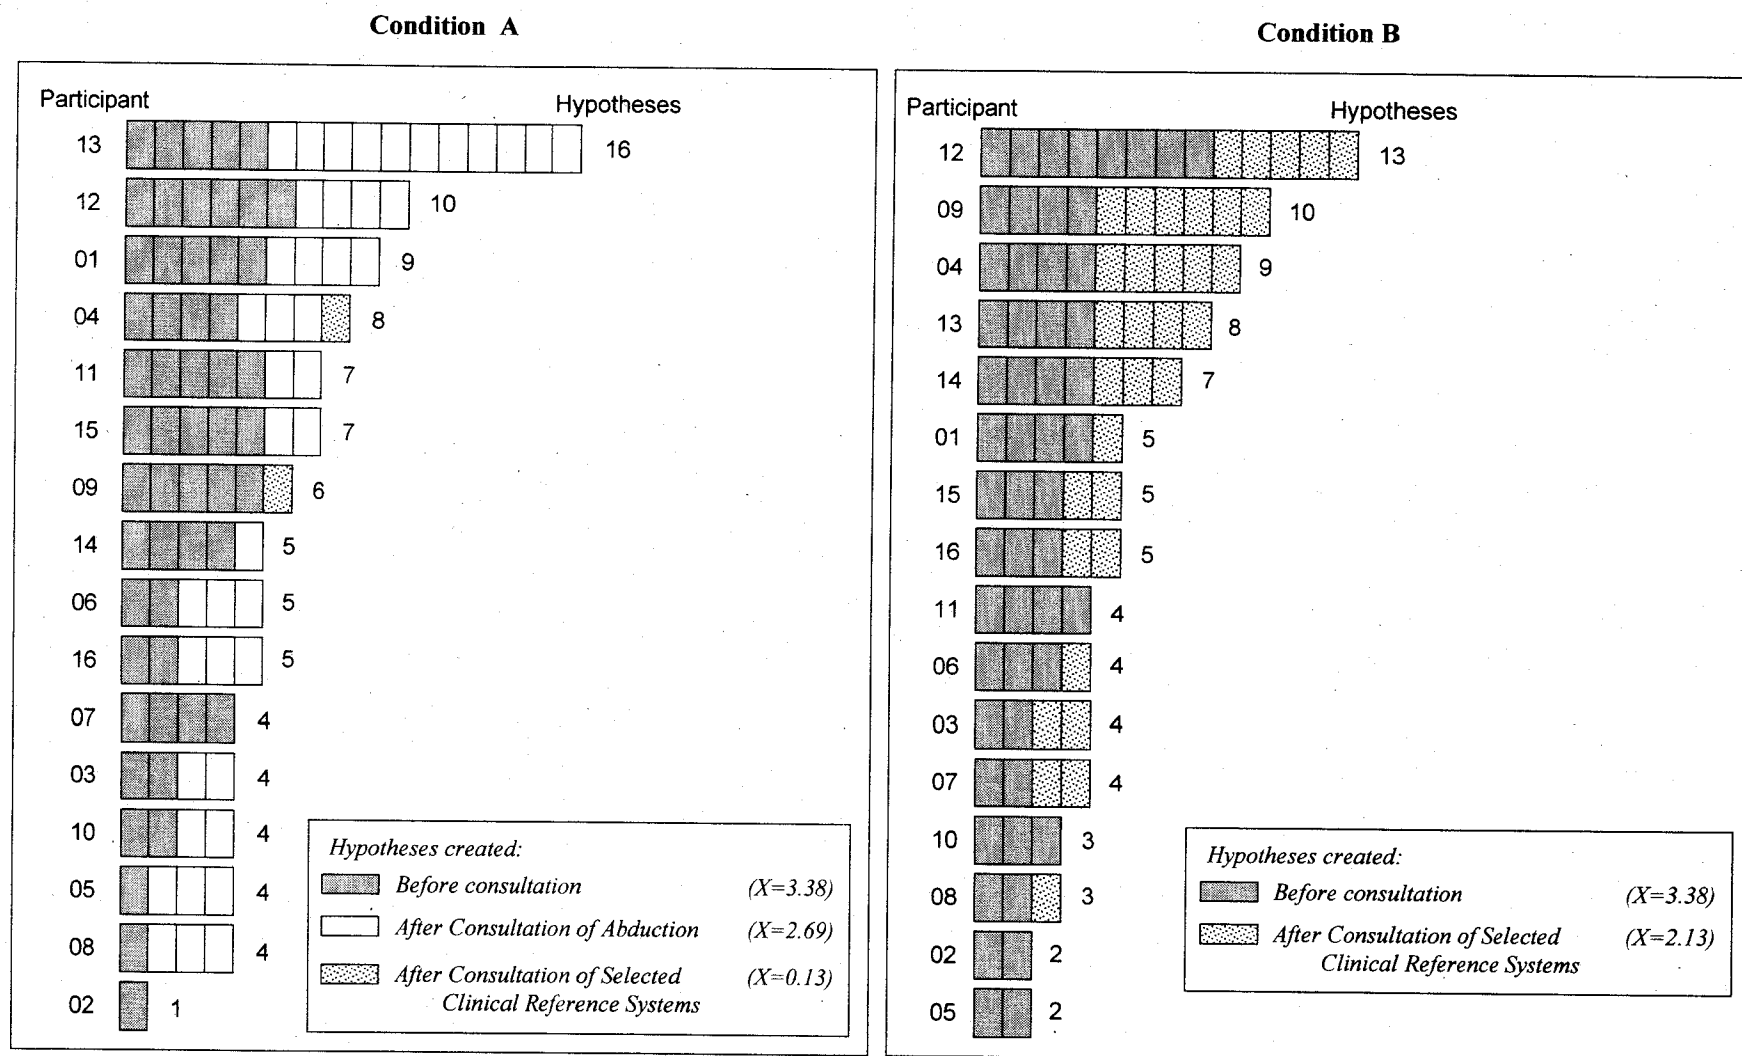 Condition A
Participant Hypotheses
13 16
12 10
01 9
04 8
11 7
15 7
09 6
14 5
06 5
16 5
07 4
03 4
10 4
05 4
08 4
02 1
Hypotheses created:
Before consultation (X=3.38)
After Consultation of Abduction (X=2.69)
After Consultation of Selected (X=0.13)
Clinical Reference Systems
Condition B
Participant Hypotheses
12 13
09 10
04 9
13 8
14 7
01 5
15 5
16 5
11 4
06 4
03 4
07 4
10 3
08 3
02 2
05 2
Hypotheses created:
Before consultation (X=3.38)
After Consultation of Selected (X=2.13)
Clinical Reference Systems